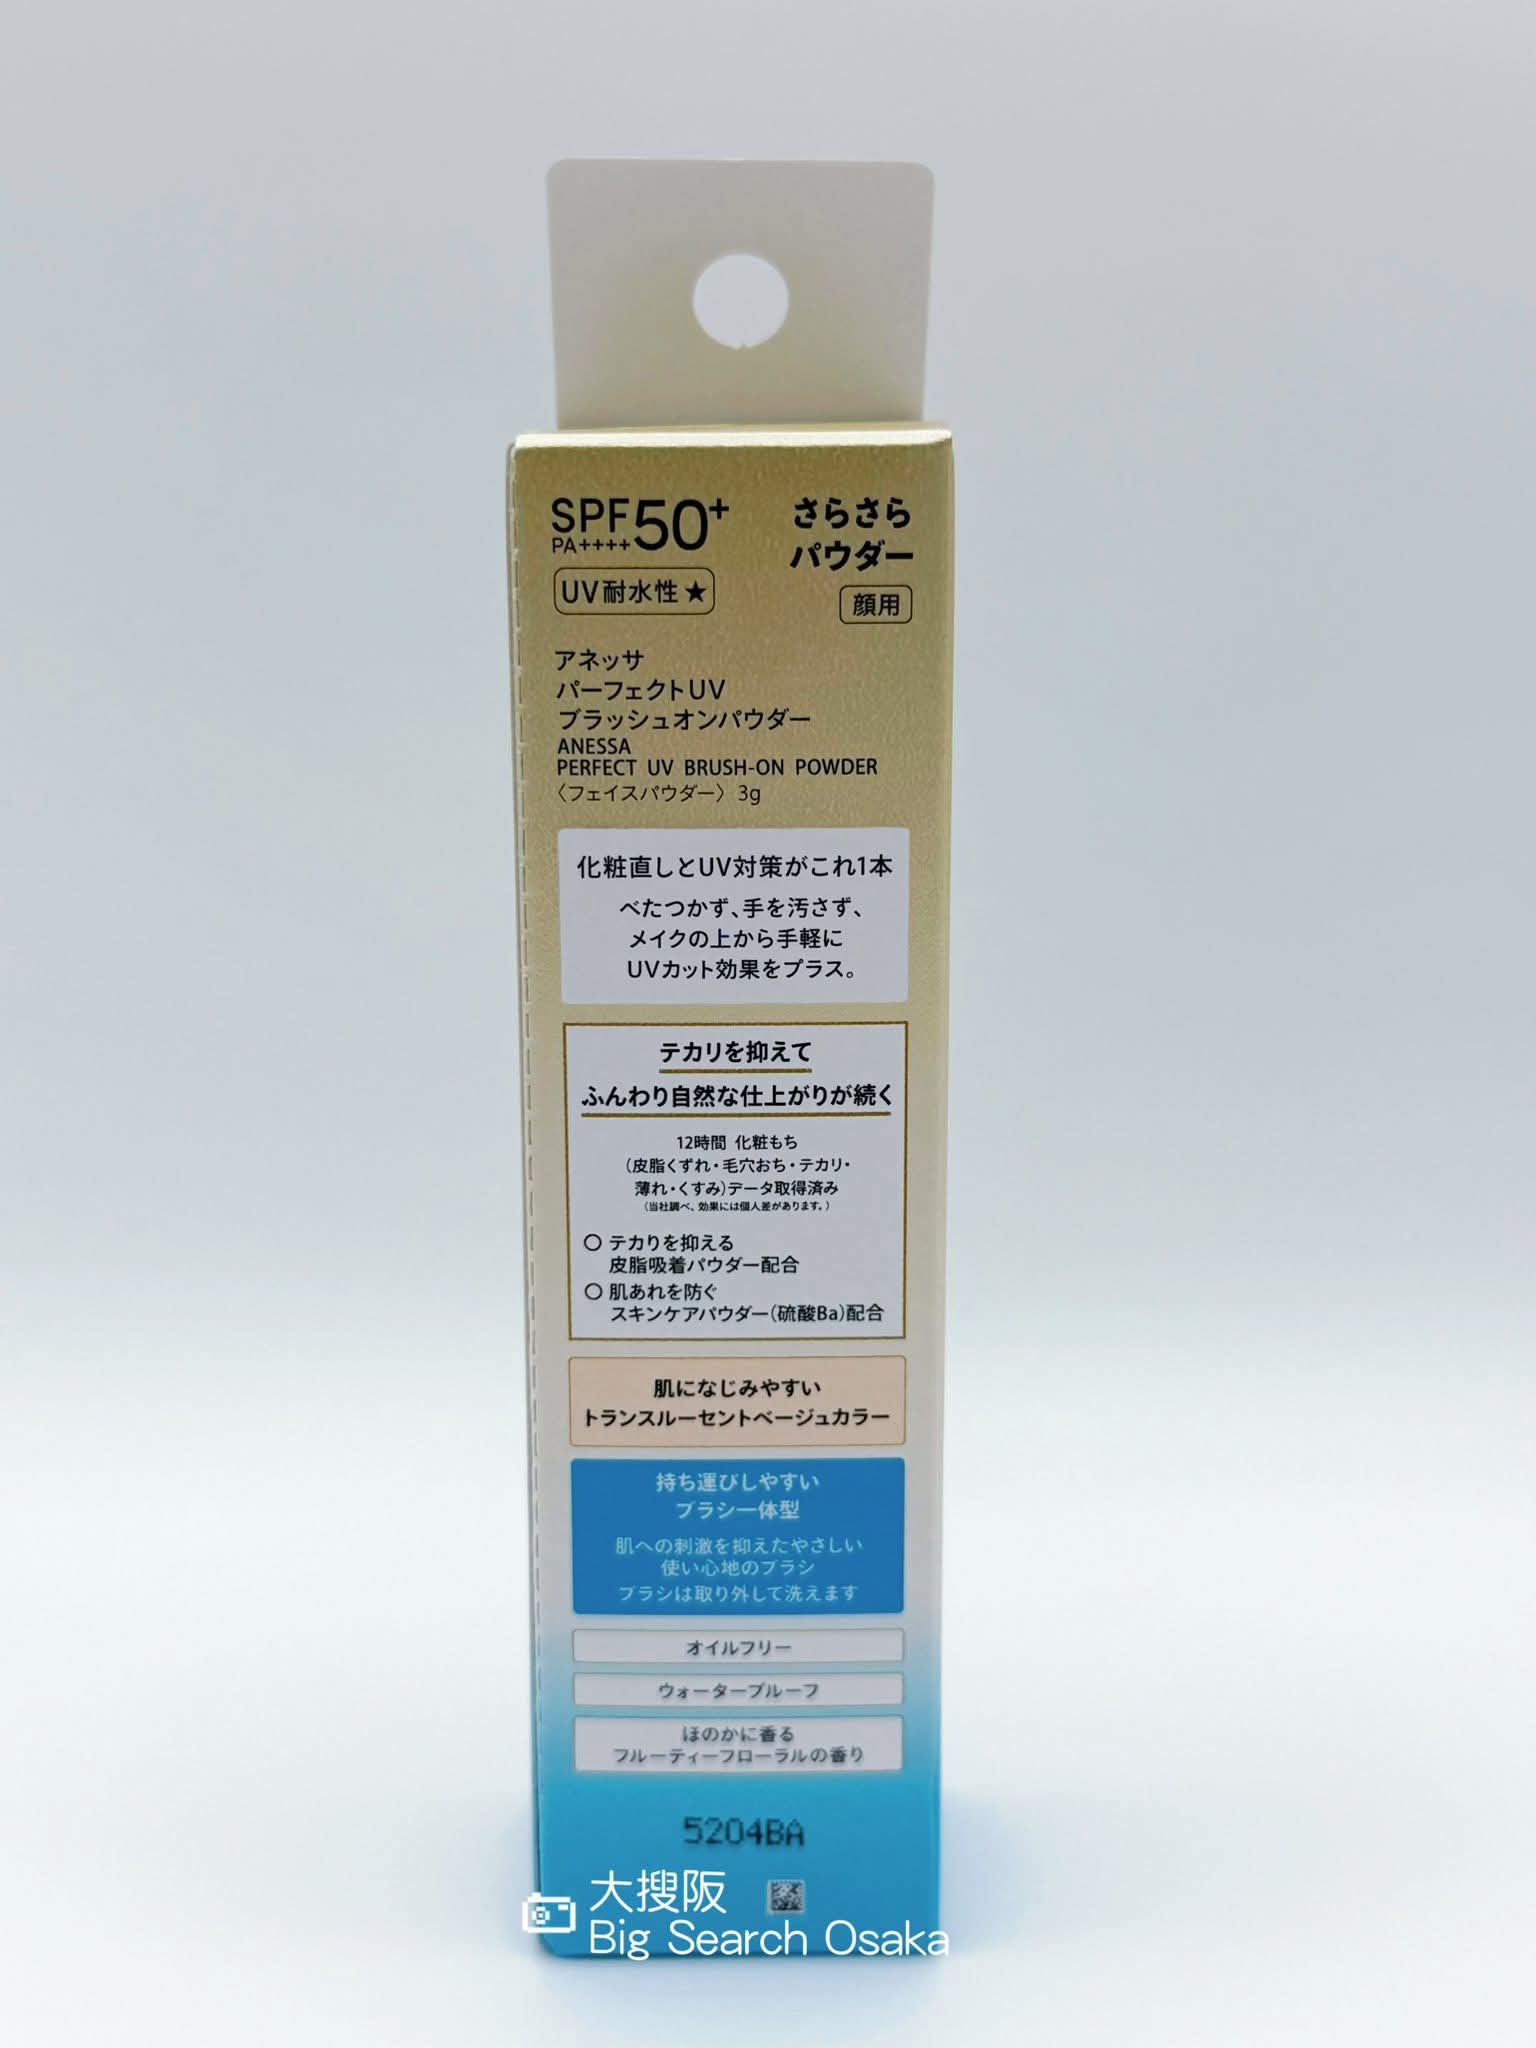 SPF50+
PA++++
UV耐水性★
さらさら
パウダー
顔用
アネッサ
パーフェクトUV
ブラッシュオンパウダー
ANESSA
PERFECT UV BRUSH-ON POWDER
〈フェイスパウダー〉3g
化粧直しとUV対策がこれ1本
べたつかず、手を汚さず、
メイクの上から手軽に
UVカット効果をプラス。
テカリを抑えて
ふんわり自然な仕上がりが続く
12時間 化粧もち
(皮脂くずれ・毛穴おち・テカリ・
薄れ・くすみ)データ取得済み
(当社調べ、効果には個人差があります。)
○ テカリを抑える
皮脂吸着パウダー配合
○ 肌あれを防ぐ
スキンケアパウダー(硫酸Ba)配合
肌になじみやすい
トランスルーセントベージュカラー
持ち運びしやすい
ブラシ一体型
肌への刺激を抑えたやさしい
使い心地のブラシ
ブラシは取り外して洗えます
オイルフリー
ウォータープルーフ
ほのかに香る
フルーティーフローラルの香り
5204BA
大搜阪
Big Search Osaka